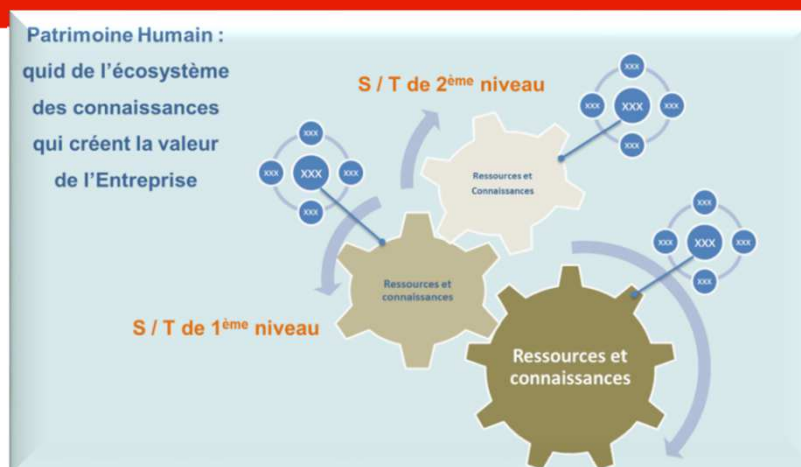 Patrimoine Humain :
quid de l'écosystème
des connaissances
qui créent la valeur
de l'Entreprise
S / T de 2ème niveau
xxx
xxx
xxx
xxx
xxx
Ressources et
Connaissances
xxx
xxx
xxx
xxx
xxx
Ressources et
connaissances
S / T de 1ème niveau
xxx
xxx
xxx
xxx
xxx
Ressources et
connaissances